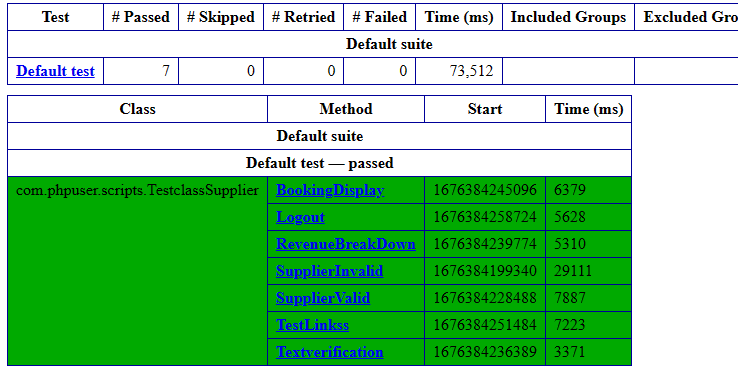 Test # Passed # Skipped # Retried # Failed Time (ms) Included Groups Excluded Gro
Default suite
Default test 7 0 0 0 73,512
Class Method Start Time (ms)
Default suite
Default test — passed
com.phpuser.scripts.TestclassSupplier BookingDisplay 1676384245096 6379
Logout 1676384258724 5628
RevenueBreakDown 1676384239774 5310
SupplierInvalid 1676384199340 29111
SupplierValid 1676384228488 7887
TestLinkss 1676384251484 7223
Textverification 1676384236389 3371